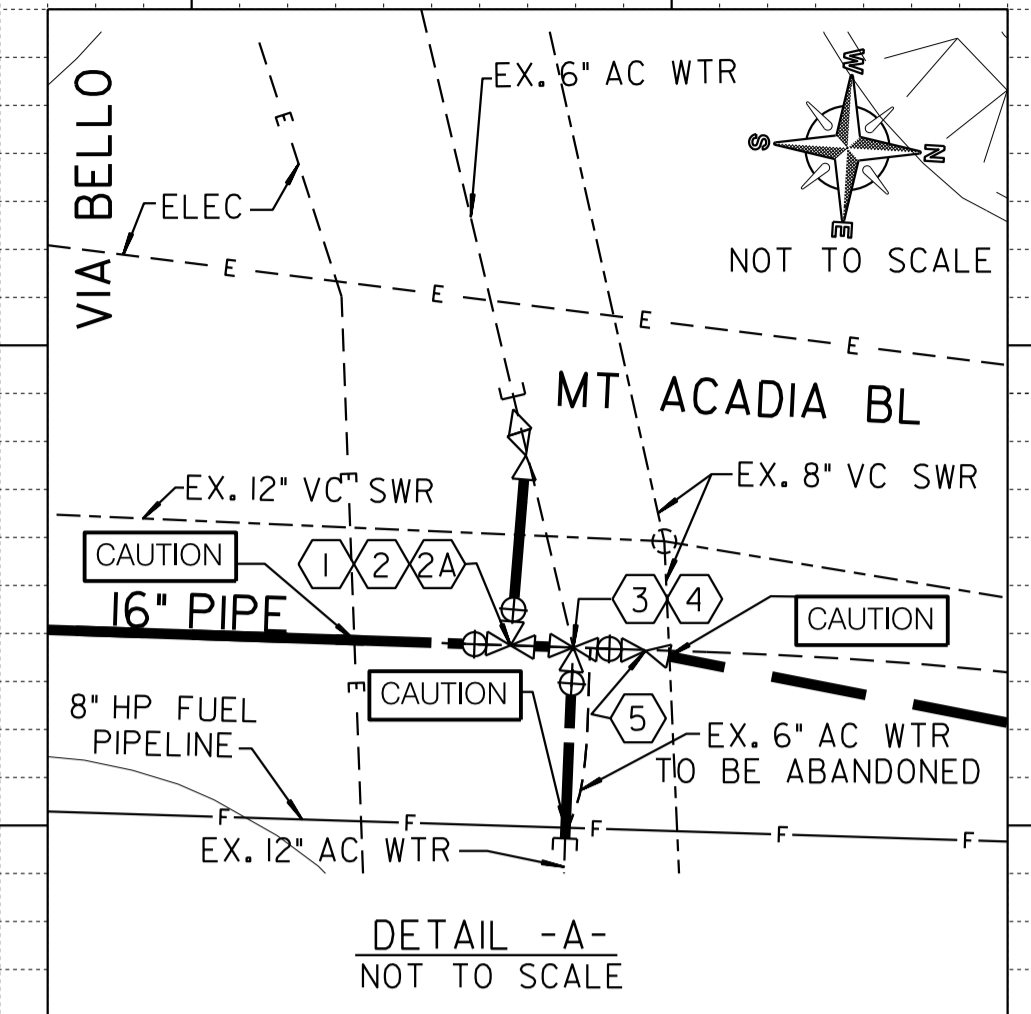 VIA BELLO
EX. 6" AC WTR
W
S
N
E
NOT TO SCALE
ELEC
E
E
E
E
E
MT ACADIA BL
EX. 12" VC SWR
E
EX. 8" VC SWR
CAUTION
1
2
2A
3
4
16" PIPE
CAUTION
E
CAUTION
5
8" HP FUEL
PIPELINE
EX. 6" AC WTR
TO BE ABANDONED
F
F
F
F
F
EX. 12" AC WTR
DETAIL -A-
NOT TO SCALE